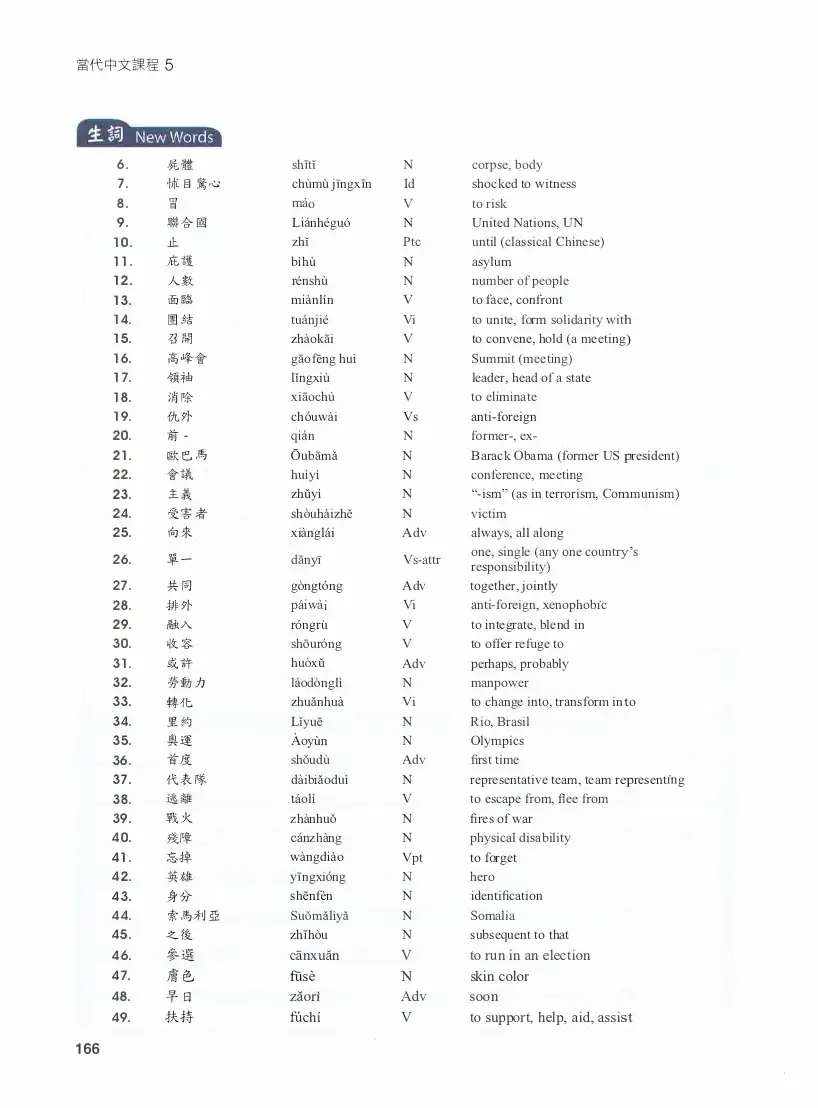 當代中文課程 5
生詞 New Words
6. 屍體 shītǐ N corpse, body
7. 怵目驚心 chùmù jīngxīn Id shocked to witness
8. 冒 mào V to risk
9. 聯合國 Liánhéguó N United Nations, UN
10. 止 zhǐ Ptc until (classical Chinese)
11. 庇護 bìhù N asylum
12. 人數 rénshù N number of people
13. 面臨 miànlín V to face, confront
14. 團結 tuánjié Vi to unite, form solidarity with
15. 召開 zhàokāi V to convene, hold (a meeting)
16. 高峰會 gāofēng huì N Summit (meeting)
17. 領袖 lǐngxiù N leader, head of a state
18. 消除 xiāochú V to eliminate
19. 仇外 chóuwài Vs anti-foreign
20. 前 - qián N former-, ex-
21. 歐巴馬 Ōubāmǎ N Barack Obama (former US president)
22. 會議 huìyì N conference, meeting
23. 主義 zhǔyì N “-ism” (as in terrorism, Communism)
24. 受害者 shòuhàizhě N victim
25. 向來 xiànglái Adv always, all along
26. 單一 dānyī Vs-attr one, single (any one country’s
responsibility)
27. 共同 gòngtóng Adv together, jointly
28. 排外 páiwài Vi anti-foreign, xenophobic
29. 融入 róngrù V to integrate, blend in
30. 收容 shōuróng V to offer refuge to
31. 或許 huòxǔ Adv perhaps, probably
32. 勞動力 láodònglì N manpower
33. 轉化 zhuǎnhuà Vi to change into, transform into
34. 里約 Lǐyuē N Rio, Brasil
35. 奧運 Àoyùn N Olympics
36. 首度 shǒudù Adv first time
37. 代表隊 dàibiǎoduì N representative team, team representing
38. 逃離 táolí V to escape from, flee from
39. 戰火 zhànhuǒ N fires of war
40. 殘障 cánzhàng N physical disability
41. 忘掉 wàngdiào Vpt to forget
42. 英雄 yīngxióng N hero
43. 身分 shēnfèn N identification
44. 索馬利亞 Suǒmǎlìyǎ N Somalia
45. 之後 zhīhòu N subsequent to that
46. 參選 cānxuǎn V to run in an election
47. 膚色 fūsè N skin color
48. 早日 zǎorì Adv soon
49. 扶持 fúchí V to support, help, aid, assist
166